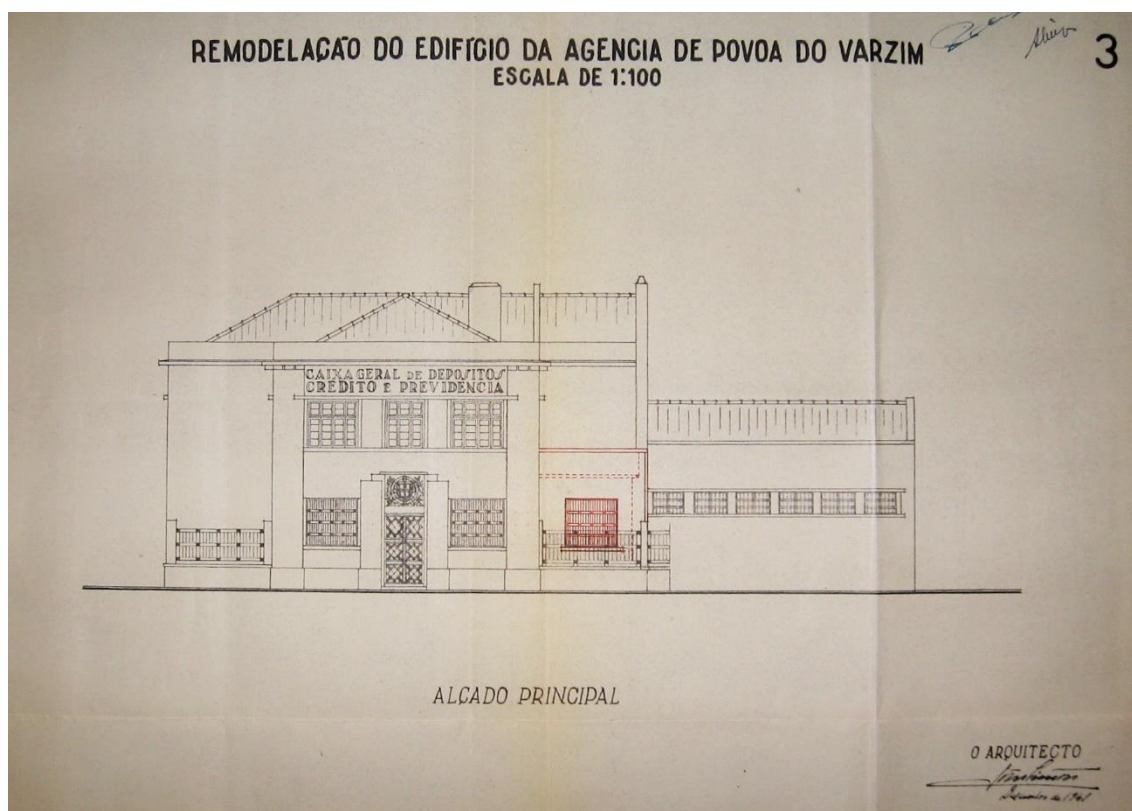 REMODELAÇÃO DO EDIFÍCIO DA AGENCIA DE POVOA DO VARZIM
ESCALA DE 1:100
3
CAIXA GERAL DE DEPOSITOS
CRÉDITO E PREVIDENCIA
ALÇADO PRINCIPAL
O ARQUITECTO